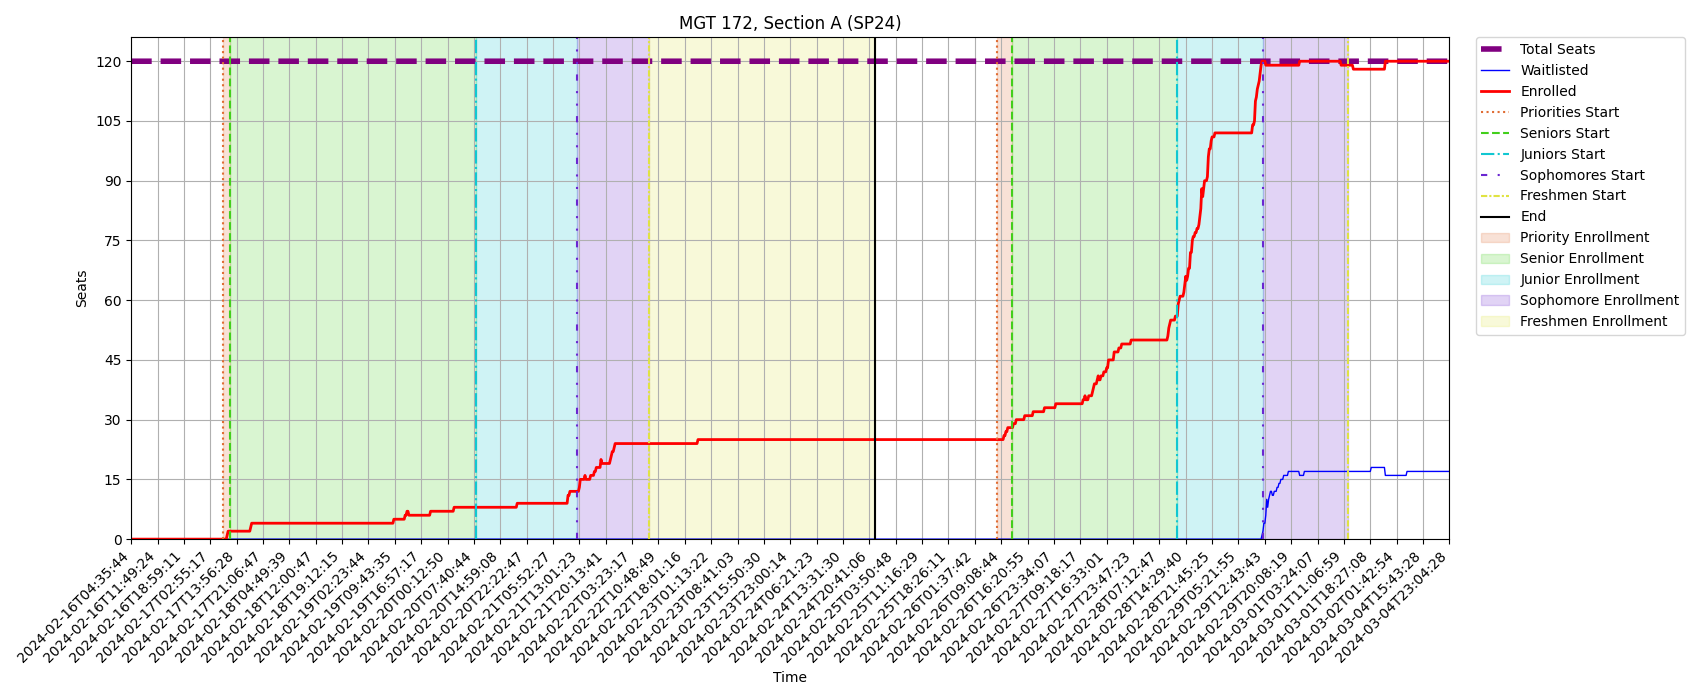 MGT 172, Section A (SP24)
Total Seats
Waitlisted
Enrolled
Priorities Start
Seniors Start
Juniors Start
Sophomores Start
Freshmen Start
End
Priority Enrollment
Senior Enrollment
Junior Enrollment
Sophomore Enrollment
Freshmen Enrollment
Seats
120
105
90
75
60
45
30
15
0
2024-02-16T04:35:44
2024-02-16T11:49:24
2024-02-16T18:59:11
2024-02-17T02:55:17
2024-02-17T13:56:28
2024-02-17T21:06:47
2024-02-18T04:49:39
2024-02-18T12:00:47
2024-02-18T19:12:15
2024-02-19T02:23:44
2024-02-19T09:43:35
2024-02-19T16:57:17
2024-02-20T00:12:50
2024-02-20T07:40:44
2024-02-20T14:59:08
2024-02-20T22:22:47
2024-02-21T05:52:27
2024-02-21T13:01:23
2024-02-21T20:13:41
2024-02-22T03:23:17
2024-02-22T10:48:49
2024-02-22T18:01:16
2024-02-23T01:13:22
2024-02-23T08:41:03
2024-02-23T15:50:30
2024-02-23T23:00:14
2024-02-24T06:21:23
2024-02-24T13:31:30
2024-02-24T20:41:06
2024-02-25T03:50:48
2024-02-25T11:16:29
2024-02-25T18:26:11
2024-02-26T01:37:42
2024-02-26T09:08:44
2024-02-26T16:20:55
2024-02-26T23:34:07
2024-02-27T09:18:17
2024-02-27T16:33:01
2024-02-27T23:47:23
2024-02-28T07:12:47
2024-02-28T14:29:40
2024-02-28T21:45:25
2024-02-29T05:21:55
2024-02-29T12:43:43
2024-02-29T20:08:19
2024-03-01T03:24:07
2024-03-01T11:06:59
2024-03-01T18:27:08
2024-03-02T01:42:54
2024-03-04T15:43:28
2024-03-04T23:04:28
Time